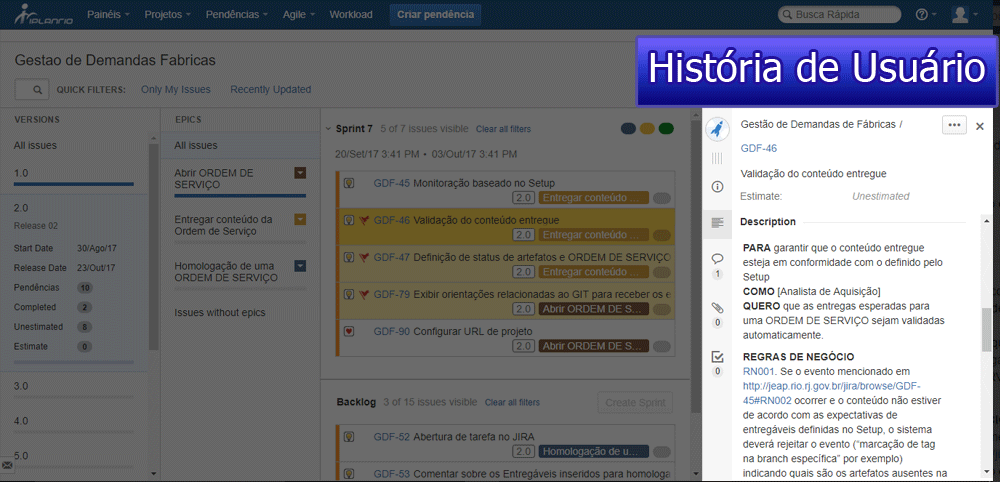 IPLANRIO
Painéis
Projetos
Pendências
Agile
Workload
Criar pendência
Busca Rápida
História de Usuário
Gestao de Demandas Fabricas
QUICK FILTERS:
Only My Issues
Recently Updated
VERSIONS
All issues
1.0
2.0
Release 02
Start Date 30/Ago/17
Release Date 23/Out/17
Pendências 10
Completed 2
Unestimated 8
Estimate 0
3.0
4.0
5.0
EPICS
All issues
Abrir ORDEM DE
SERVIÇO
Entregar conteúdo da
Ordem de Serviço
Homologação de uma
ORDEM DE SERVIÇO
Issues without epics
Sprint 7 5 of 7 issues visible Clear all filters
20/Set/17 3:41 PM • 03/Out/17 3:41 PM
GDF-45 Monitoração baseado no Setup
2.0 Entregar conteúdo ...
GDF-46 Validação do conteúdo entregue
2.0 Entregar conteúdo ...
GDF-47 Definição de status de artefatos e ORDEM DE SERVIÇO
2.0 Entregar conteúdo ...
GDF-79 Exibir orientações relacionadas ao GIT para receber os e
2.0 Abrir ORDEM DE S...
GDF-90 Configurar URL de projeto
2.0 Abrir ORDEM DE S...
Backlog 3 of 15 issues visible Clear all filters
Create Sprint
GDF-52 Abertura de tarefa no JIRA
2.0 Homologação de u...
GDF-53 Comentar sobre os Entregáveis inseridos para homologa
Gestão de Demandas de Fábricas /
GDF-46
Validação do conteúdo entregue
Estimate: Unestimated
Description
PARA garantir que o conteúdo entregue
esteja em conformidade com o definido pelo
Setup
COMO [Analista de Aquisição]
QUERO que as entregas esperadas para
uma ORDEM DE SERVIÇO sejam validadas
automaticamente.
REGRAS DE NEGÓCIO
RN001. Se o evento mencionado em
http://jeap.rio.rj.gov.br/jira/browse/GDF-
45#RN002 ocorrer e o conteúdo não estiver
de acordo com as expectativas de
entregáveis definidas no Setup, o sistema
deverá rejeitar o evento ("marcação de tag
na branch específica" por exemplo)
indicando quais são os artefatos ausentes na
1
0
0